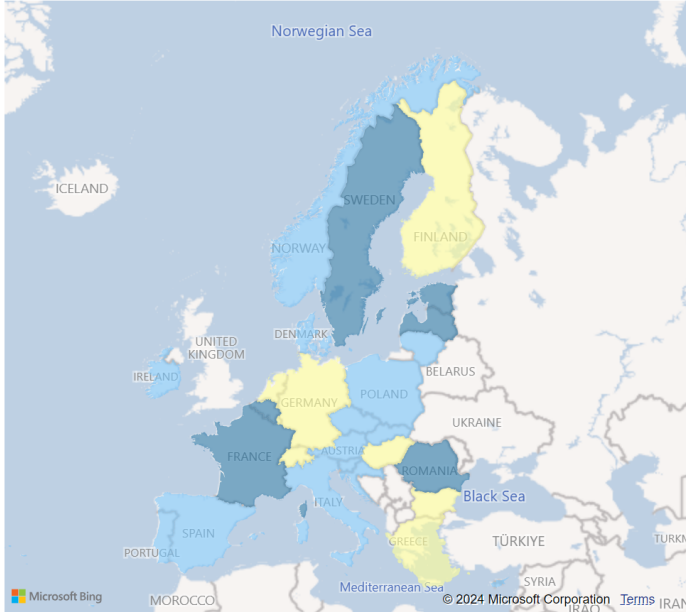 Norwegian Sea
ICELAND
SWEDEN
FINLAND
NORWAY
DENMARK
UNITED
KINGDOM
IRELAND
BELARUS
POLAND
GERMANY
UKRAINE
FRANCE
AUSTRIA
ROMANIA
Black Sea
ITALY
SPAIN
PORTUGAL
GREECE
TÜRKIYE
SYRIA
Mediterranean Sea
MOROCCO
Microsoft Bing
© 2024 Microsoft Corporation Terms
IRAN